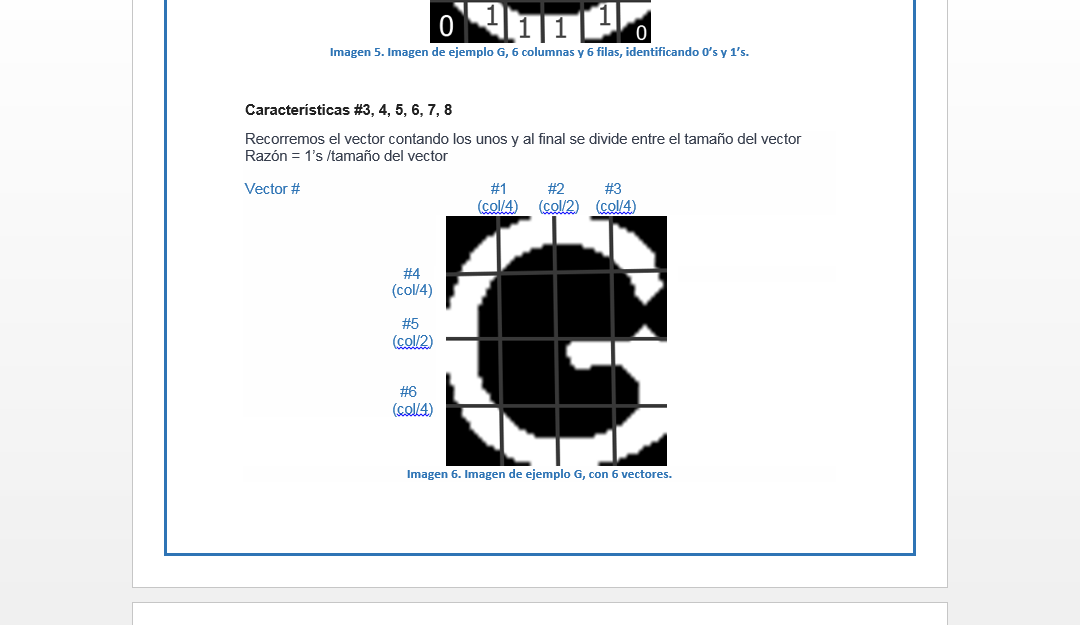 0 1 1 1 1 0
Imagen 5. Imagen de ejemplo G, 6 columnas y 6 filas, identificando 0's y 1's.
Características #3, 4, 5, 6, 7, 8
Recorremos el vector contando los unos y al final se divide entre el tamaño del vector
Razón = 1's /tamaño del vector
Vector # #1 #2 #3
(col/4) (col/2) (col/4)
#4
(col/4)
#5
(col/2)
#6
(col/4)
Imagen 6. Imagen de ejemplo G, con 6 vectores.